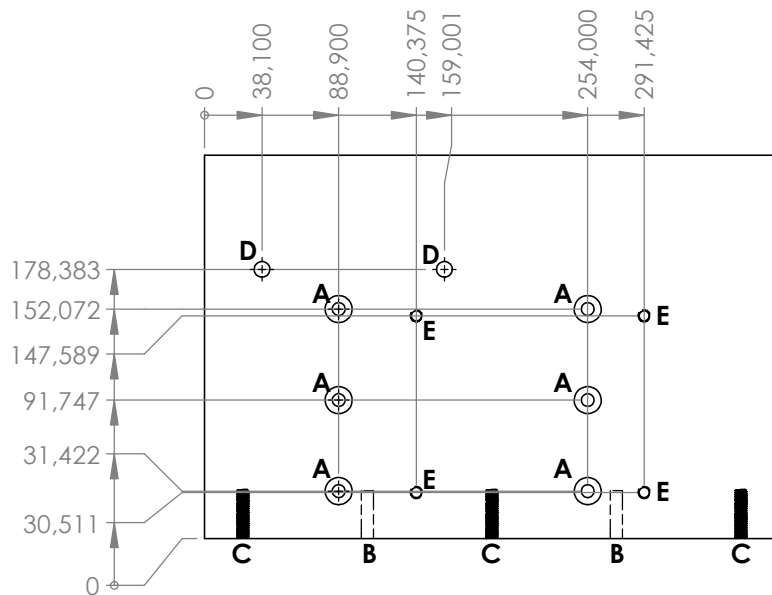 0
38,100
88,900
140,375
159,001
254,000
291,425
D
D
178,383
A
A
152,072
E
E
147,589
A
A
91,747
31,422
A
E
A
E
30,511
C
B
C
B
C
0